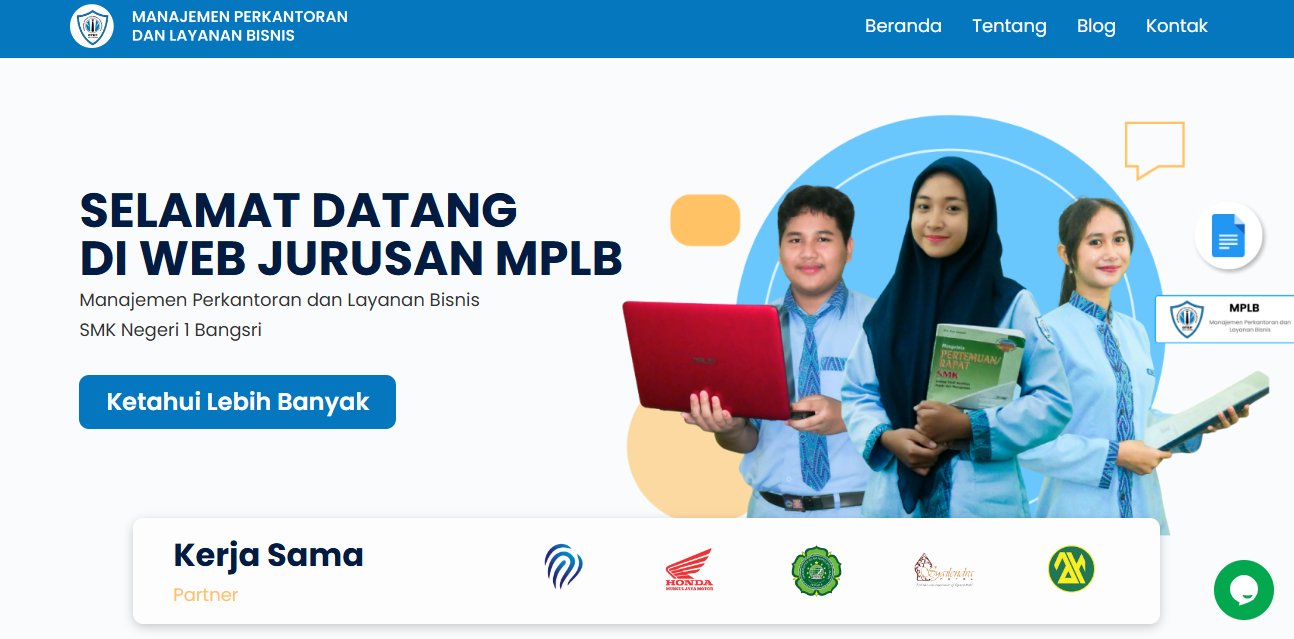 MANAJEMEN PERKANTORAN
DAN LAYANAN BISNIS
Beranda Tentang Blog Kontak
SELAMAT DATANG
DI WEB JURUSAN MPLB
Manajemen Perkantoran dan Layanan Bisnis
SMK Negeri 1 Bangsri
Ketahui Lebih Banyak
ASUS
PERTEMUAN/
RAPAT
SMK
MPLB
Manajemen Perkantoran dan
Layanan Bisnis
Kerja Sama
Partner
HONDA
Syailendra